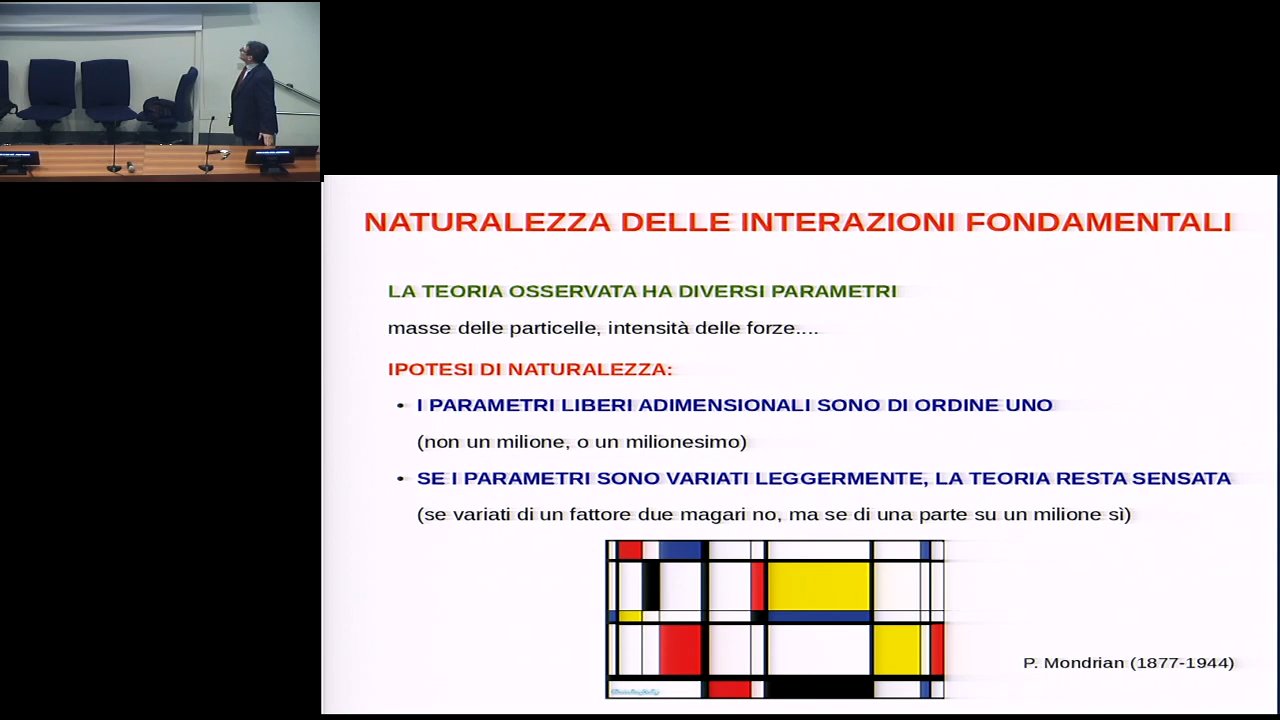 NATURALEZZA DELLE INTERAZIONI FONDAMENTALI
LA TEORIA OSSERVATA HA DIVERSI PARAMETRI
masse delle particelle, intensità delle forze....
IPOTESI DI NATURALEZZA:
• I PARAMETRI LIBERI ADIMENSIONALI SONO DI ORDINE UNO
(non un milione, o un milionesimo)
• SE I PARAMETRI SONO VARIATI LEGGERMENTE, LA TEORIA RESTA SENSATA
(se variati di un fattore due magari no, ma se di una parte su un milione sì)
P. Mondrian (1877-1944)